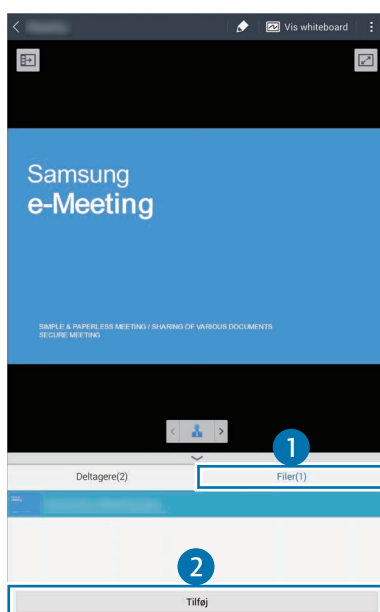 Vis whiteboard
Samsung
e-Meeting
SIMPLE & PAPERLESS MEETING / SHARING OF VARIOUS DOCUMENTS
SECURE MEETING
1
Deltagere(2)
Filer(1)
2
Tilføj